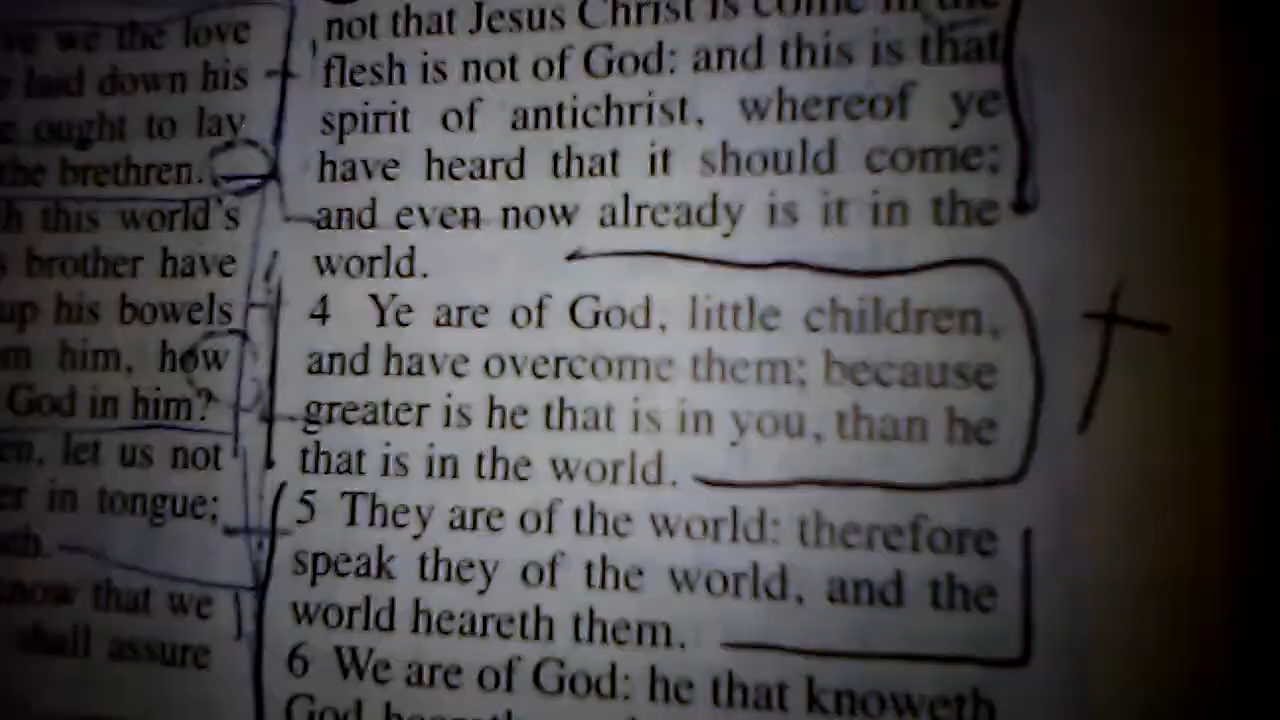 ve we the love
laid down his
ought to lay
the brethren.
this world's
brother have
up his bowels
him, how
God in him?
let us not
in tongue;
that we
shall assure
not that Jesus Christ is come in the
flesh is not of God: and this is that
spirit of antichrist, whereof ye
have heard that it should come;
and even now already is it in the
world.
4 Ye are of God, little children,
and have overcome them; because
greater is he that is in you, than he
that is in the world.
5 They are of the world: therefore
speak they of the world, and the
world heareth them.
6 We are of God: he that knoweth
God